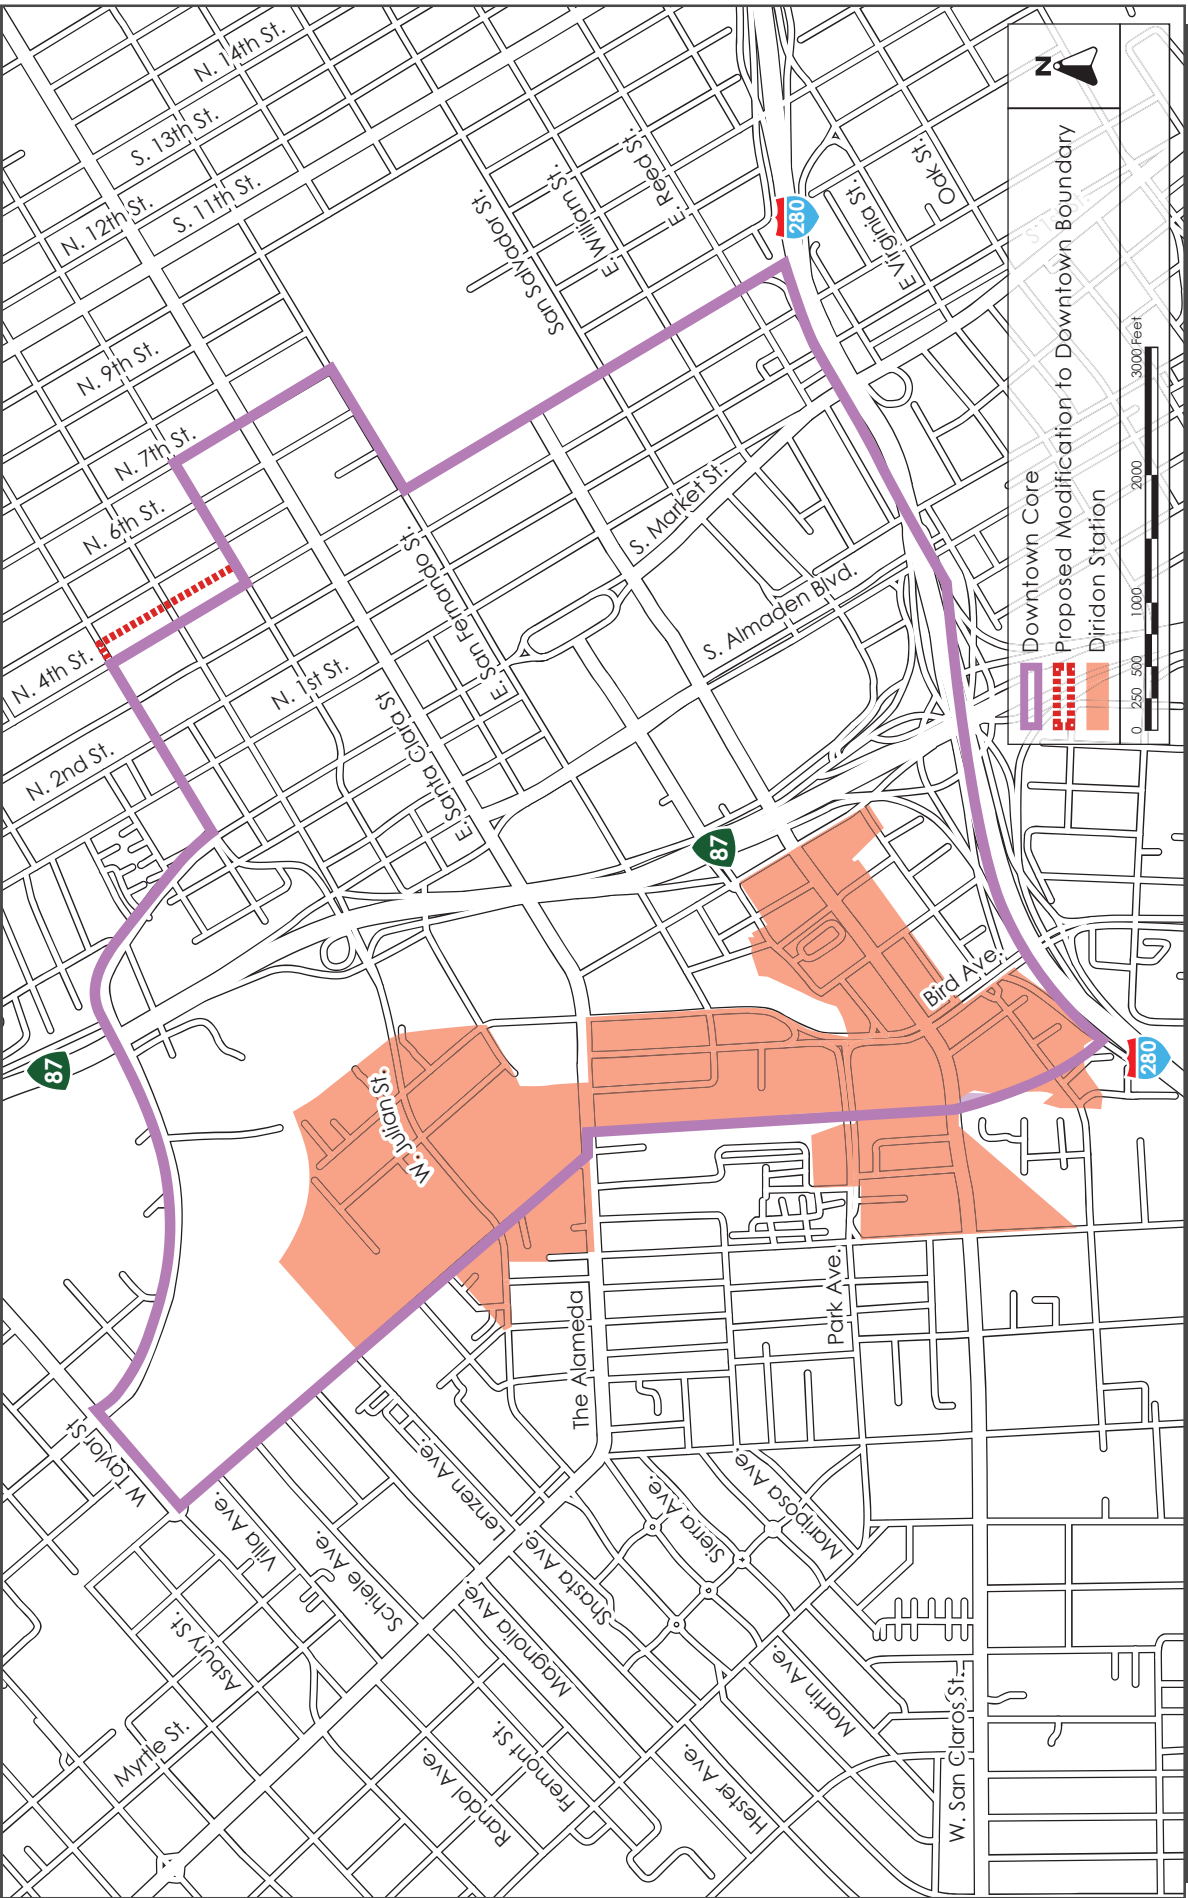 N. 14th St.
S. 13th St.
N. 12th St.
S. 11th St.
N. 9th St.
N. 7th St.
N. 6th St.
N. 4th St.
N. 2nd St.
N. 1st St.
E. Santa Clara St
E. San Fernando St.
San Salvador St.
E. William St.
E. Reed St.
280
E Virginia St
Oak St.
S. Market St.
S. Almaden Blvd.
87
87
Bird Ave.
280
W. Julian St.
The Alameda
Park Ave.
W Taylor St
Villa Ave.
Schiele Ave.
Asbury St.
Myrtle St.
Lenzen Ave.
Shasta Ave
Magnolia Ave.
Sierra Ave.
Mariposa Ave.
Martin Ave.
Hester Ave.
Fremont St.
Randol Ave.
W. San Claros St.
N
Downtown Core
Proposed Modification to Downtown Boundary
Diridon Station
0 250 500 1000 2000 3000 Feet